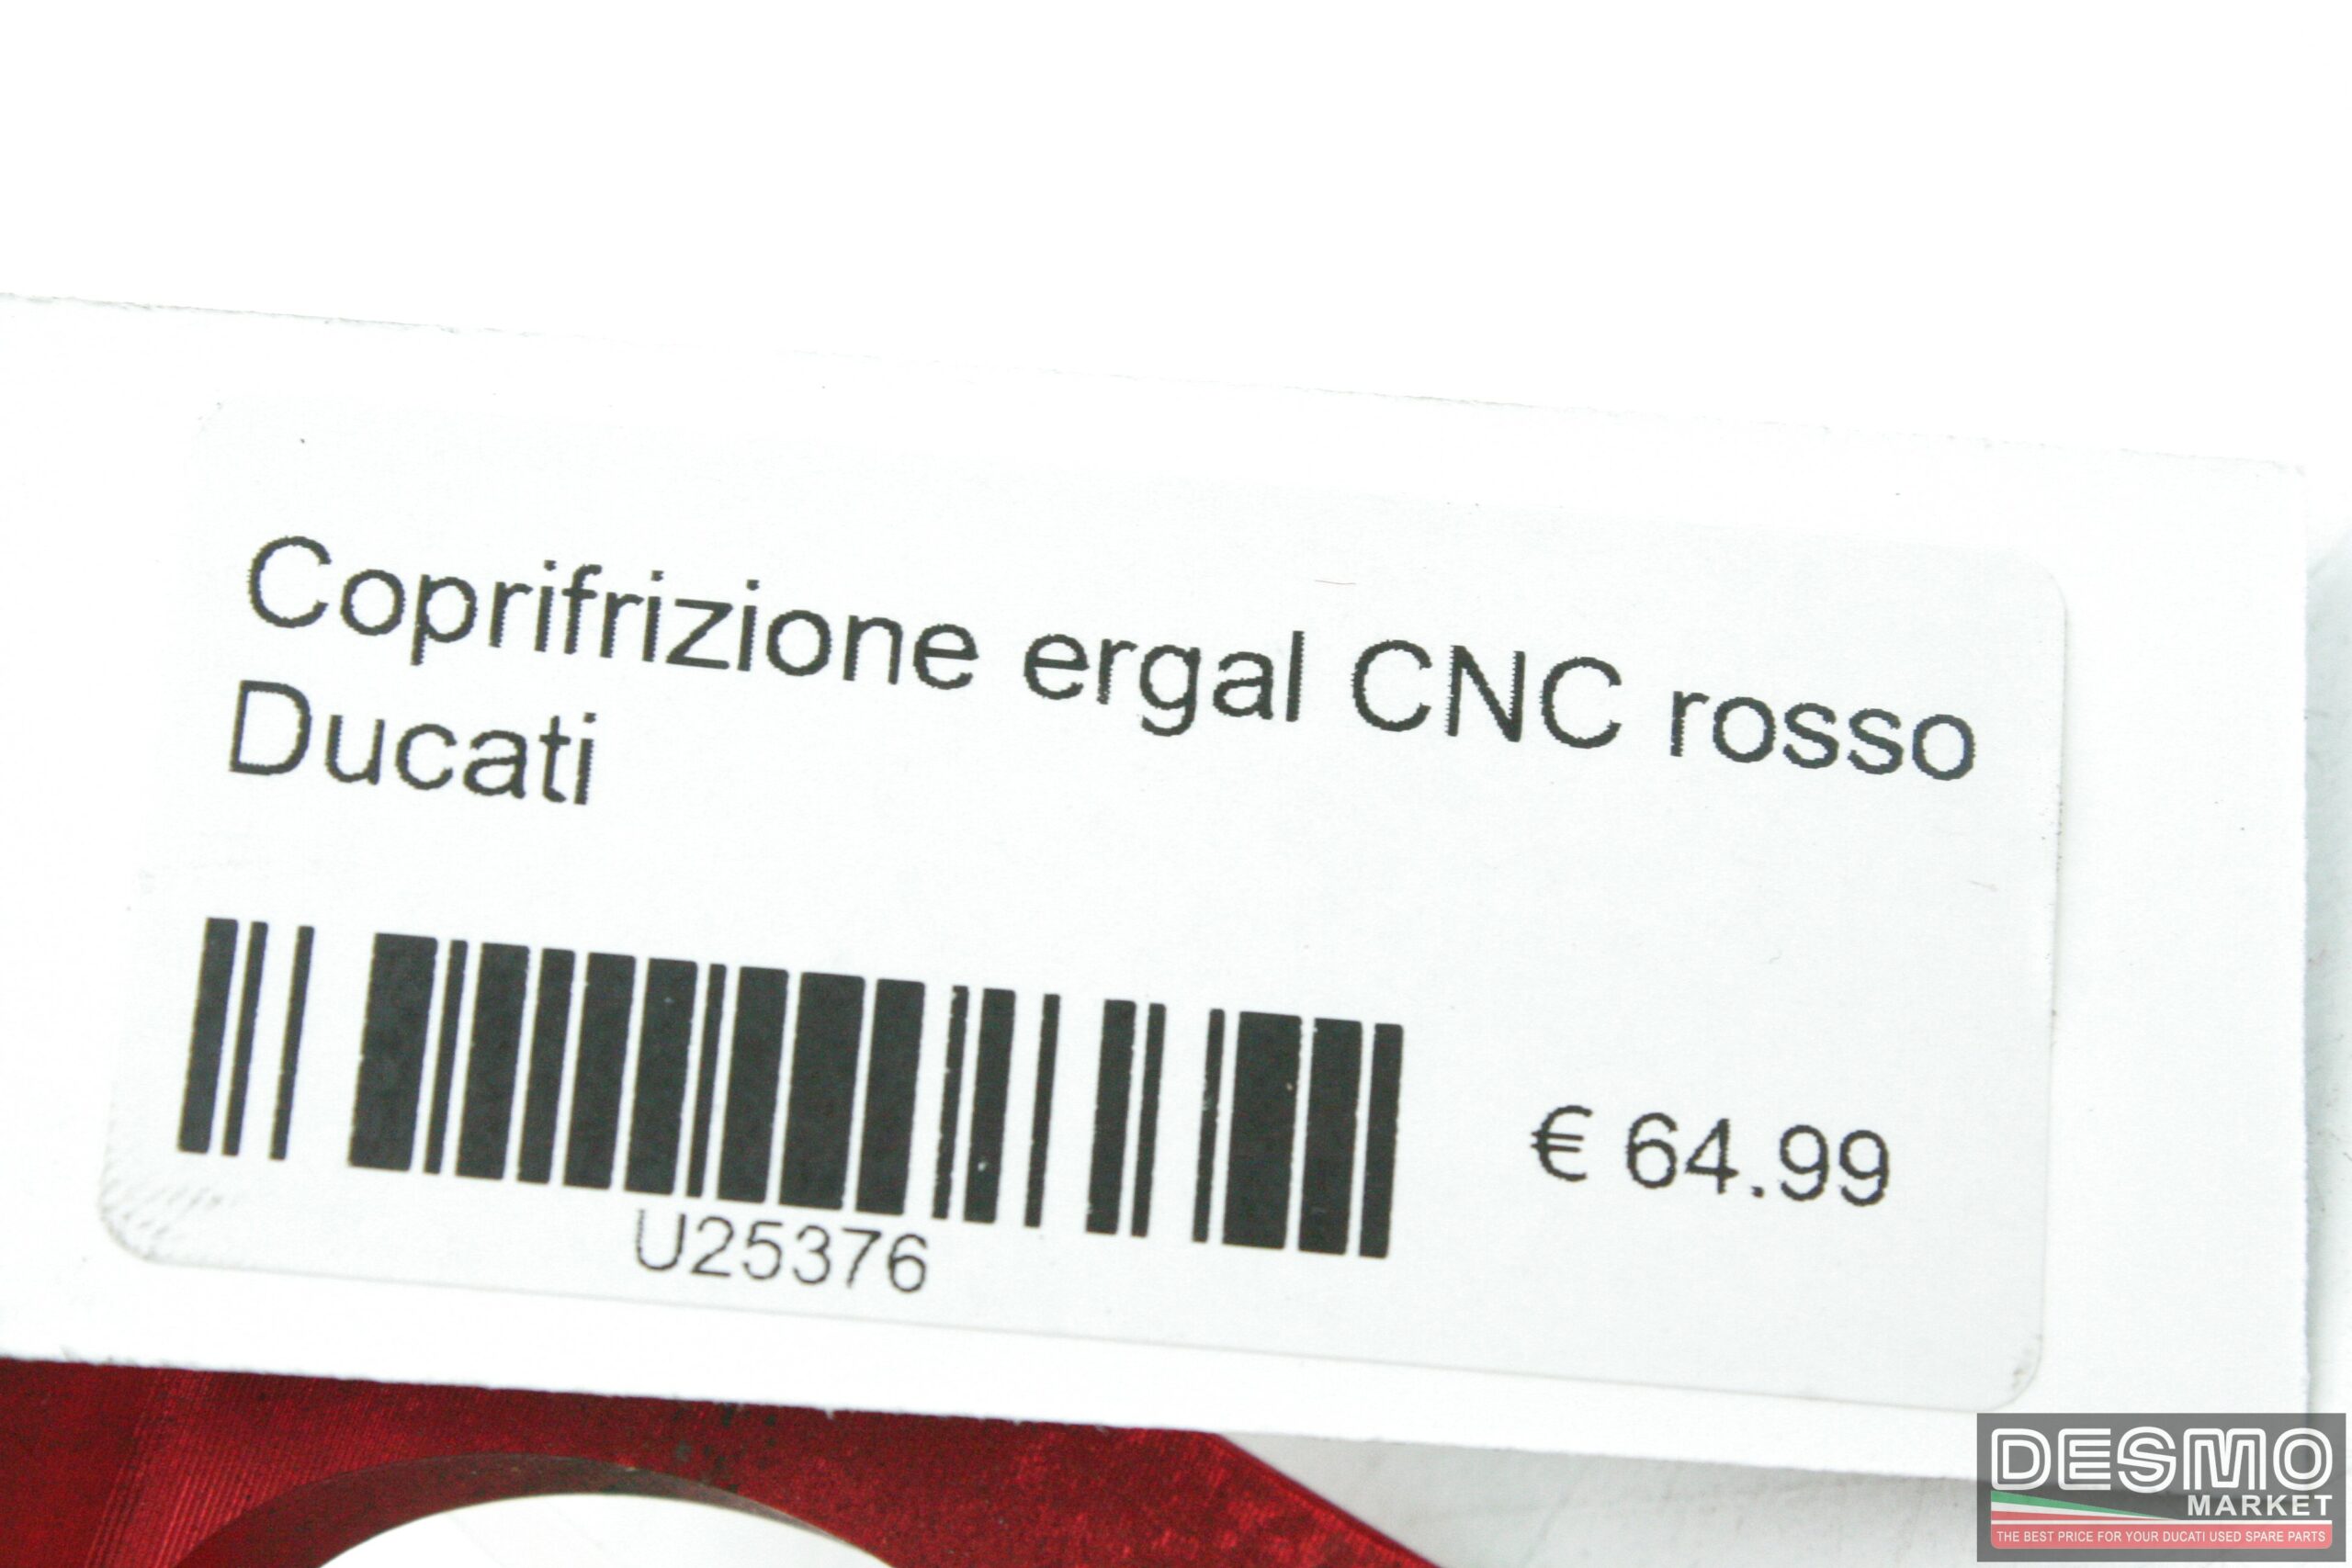 Coprifrizione ergal CNC rosso
Ducati
U25376
€ 64.99
DESMO
MARKET
THE BEST PRICE FOR YOUR DUCATI USED SPARE PARTS